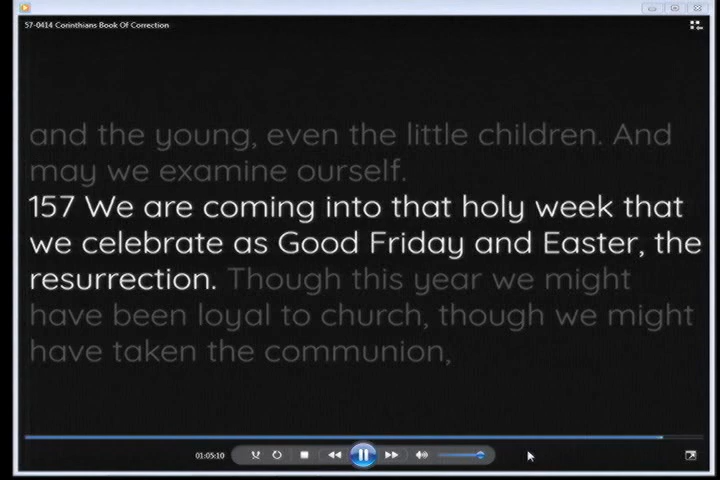 57-0414 Corinthians Book Of Correction
and the young, even the little children. And
may we examine ourself.
157 We are coming into that holy week that
we celebrate as Good Friday and Easter, the
resurrection. Though this year we might
have been loyal to church, though we might
have taken the communion,
01:05:10